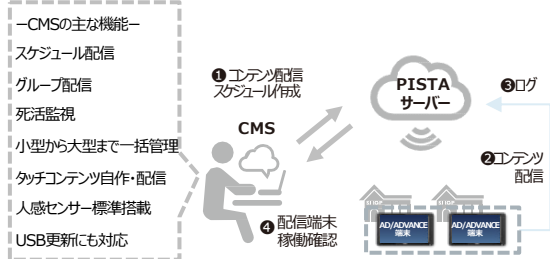 ーCMSの主な機能ー
スケジュール配信
グループ配信
死活監視
小型から大型まで一括管理
タッチコンテンツ自作・配信
人感センサー標準搭載
USB更新にも対応
❶コンテンツ配信
スケジュール作成
CMS
❹配信端末
稼働確認
PISTA
サーバー
❸ログ
❷コンテンツ
配信
SHOP
SHOP
AD/ADVANCE
端末
AD/ADVANCE
端末